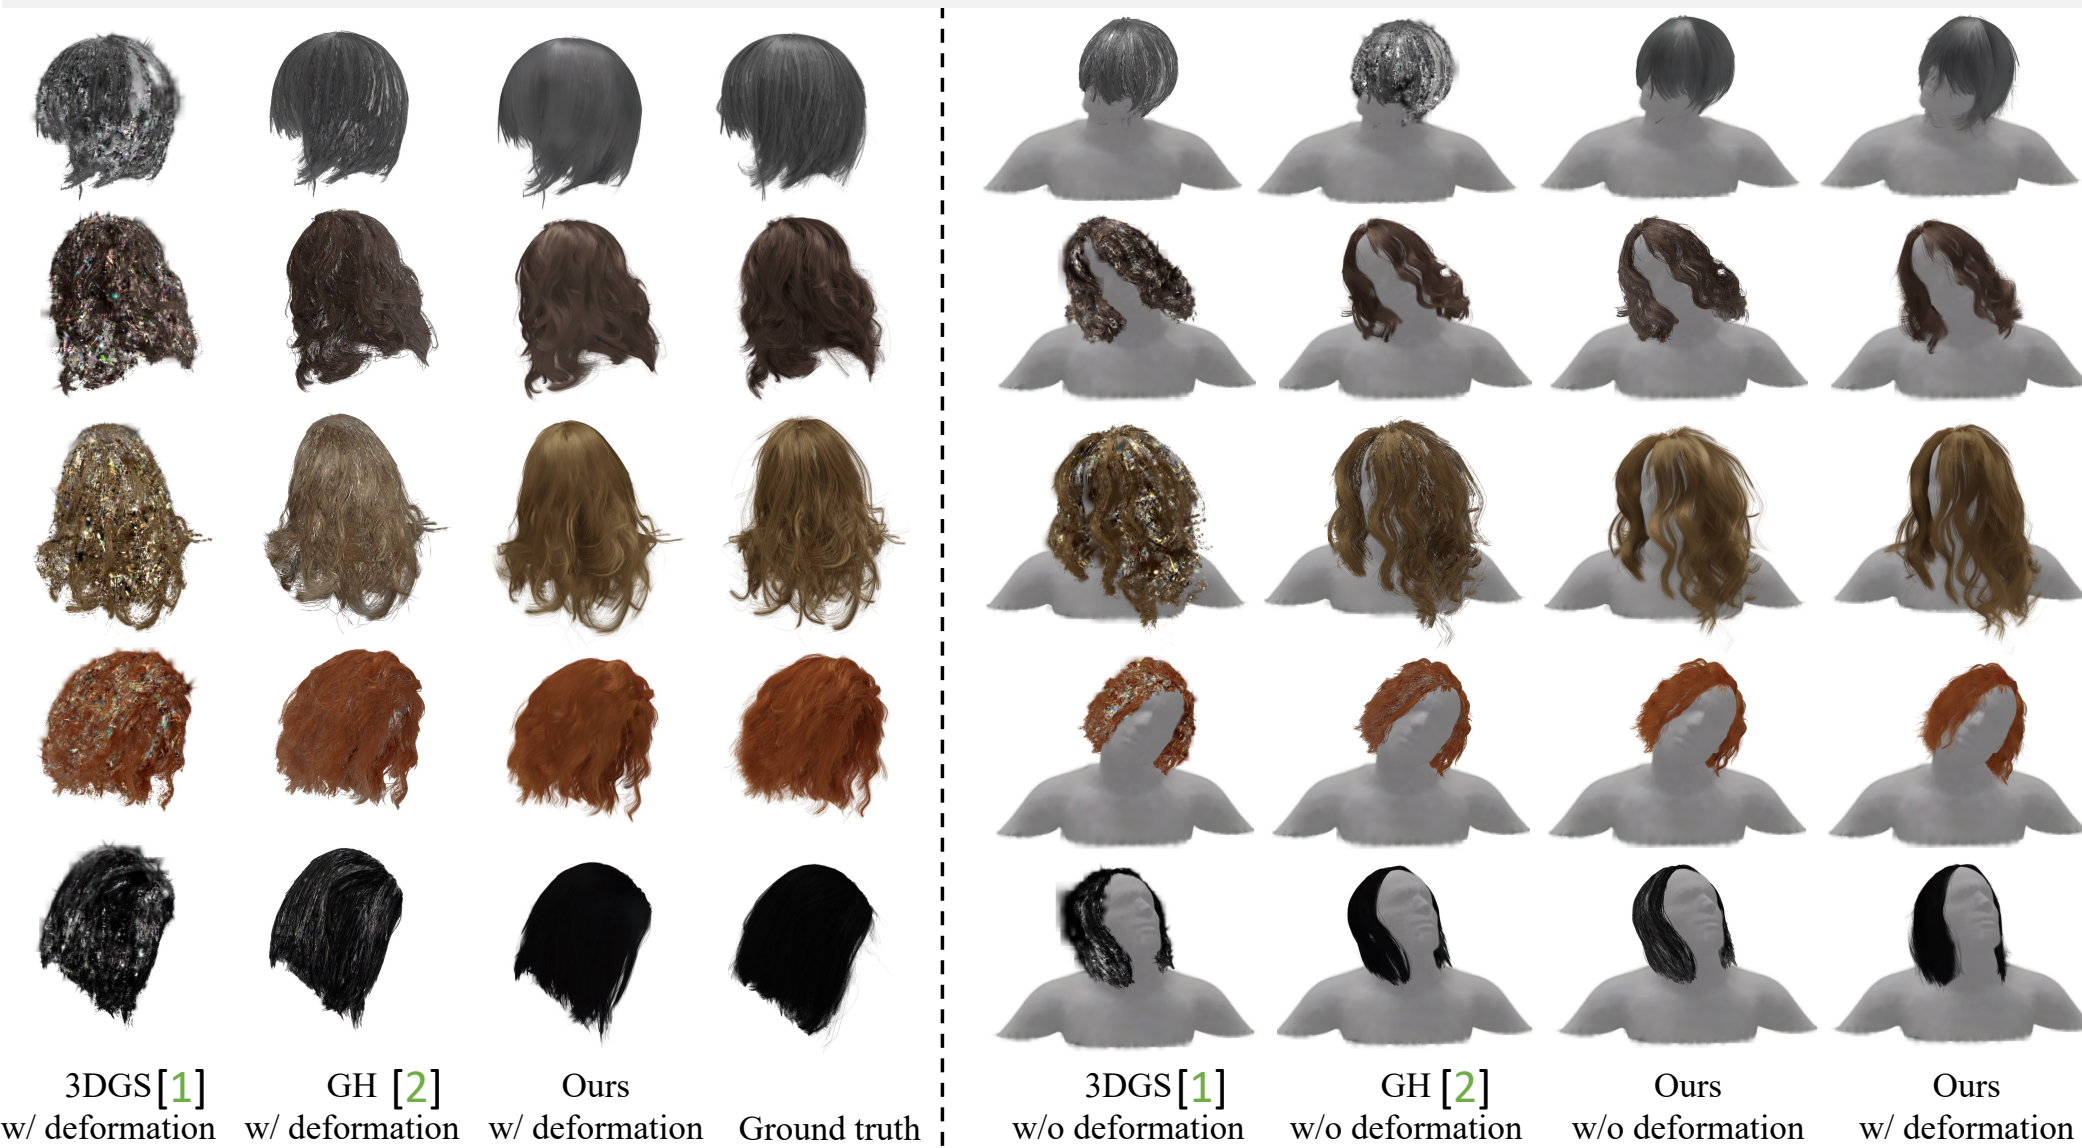 3DGS[1]
w/ deformation
GH [2]
w/ deformation
Ours
w/ deformation
Ground truth
3DGS[1]
w/o deformation
GH [2]
w/o deformation
Ours
w/o deformation
Ours
w/ deformation